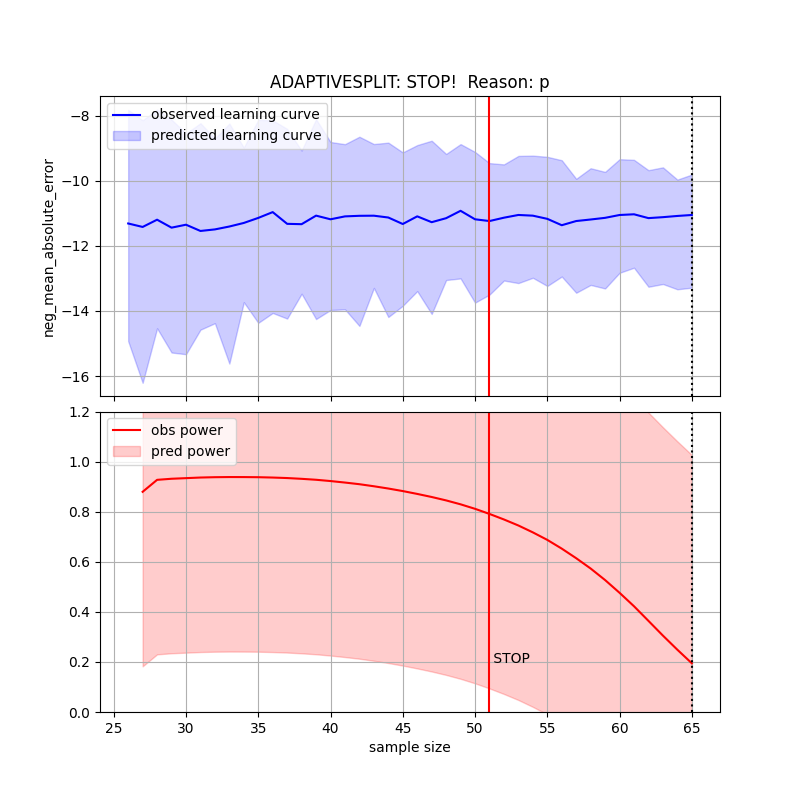 ADAPTIVESPLIT: STOP!  Reason: p
observed learning curve
predicted learning curve
−8
−10
−12
−14
−16
neg_mean_absolute_error
obs power
pred power
1.2
1.0
0.8
0.6
0.4
0.2
0.0
STOP
25 30 35 40 45 50 55 60 65
sample size